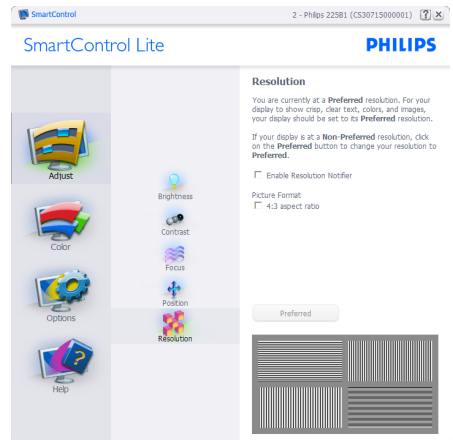 SmartControl
2 - Philips 225B1 (CS30715000001)
SmartControl Lite
PHILIPS
Adjust
Color
Options
Help
Brightness
Contrast
Focus
Position
Resolution
Resolution
You are currently at a Preferred resolution. For your
display to show crisp, clear text, colors, and images,
your display should be set to its Preferred resolution.
If your display is at a Non-Preferred resolution, click
on the Preferred button to change your resolution to
Preferred.
Enable Resolution Notifier
Picture Format
4:3 aspect ratio
Preferred